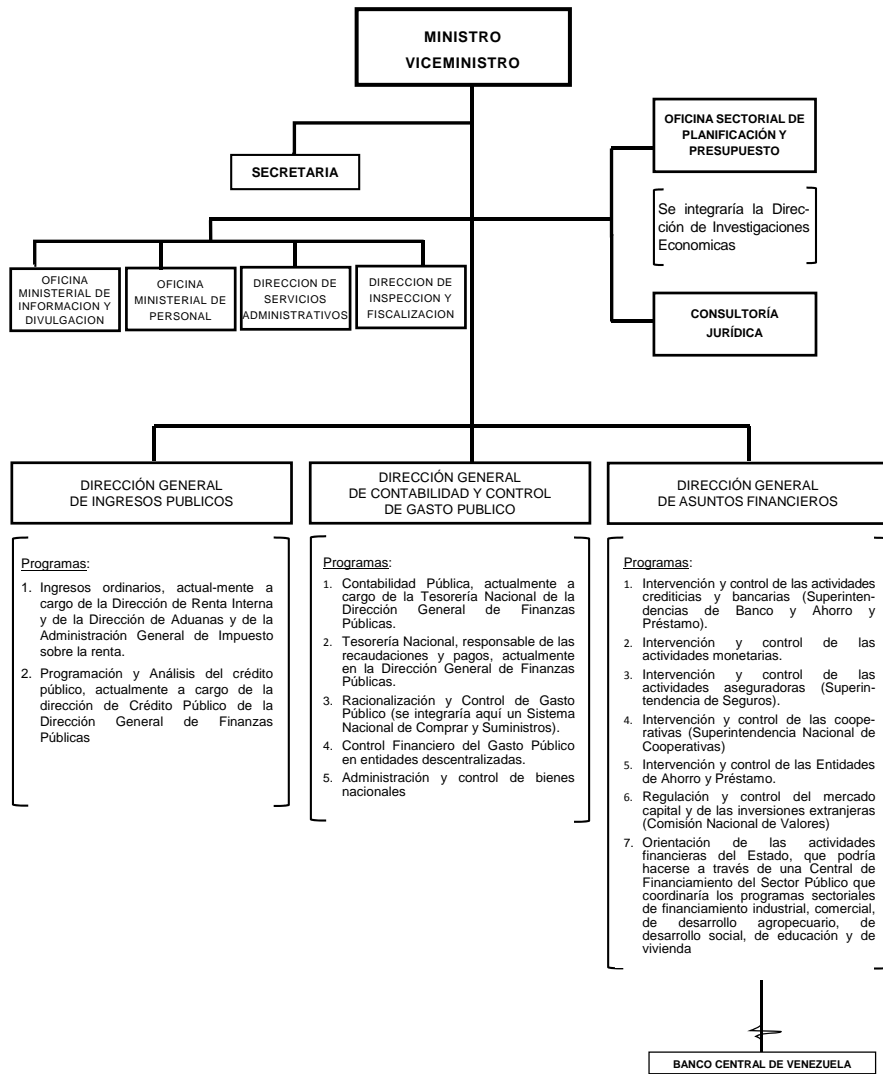 MINISTRO
VICEMINISTRO
SECRETARIA
OFICINA SECTORIAL DE
PLANIFICACIÓN Y
PRESUPUESTO
Se integraría la Direc-
ción de Investigaciones
Economicas
CONSULTORÍA
JURÍDICA
OFICINA
MINISTERIAL DE
INFORMACION Y
DIVULGACION
OFICINA
MINISTERIAL DE
PERSONAL
DIRECCION DE
SERVICIOS
ADMINISTRATIVOS
DIRECCION DE
INSPECCION Y
FISCALIZACION
DIRECCIÓN GENERAL
DE INGRESOS PUBLICOS
Programas:
1. Ingresos ordinarios, actual-mente a
cargo de la Dirección de Renta Interna
y de la Dirección de Aduanas y de la
Administración General de Impuesto
sobre la renta.
2. Programación y Análisis del crédito
público, actualmente a cargo de la
dirección de Crédito Público de la
Dirección General de Finanzas
Públicas
DIRECCIÓN GENERAL
DE CONTABILIDAD Y CONTROL
DE GASTO PUBLICO
Programas:
1. Contabilidad Pública, actualmente a
cargo de la Tesorería Nacional de la
Dirección General de Finanzas
Públicas.
2. Tesorería Nacional, responsable de las
recaudaciones y pagos, actualmente
en la Dirección General de Finanzas
Públicas.
3. Racionalización y Control de Gasto
Público (se integraría aquí un Sistema
Nacional de Comprar y Suministros).
4. Control Financiero del Gasto Público
en entidades descentralizadas.
5. Administración y control de bienes
nacionales
DIRECCIÓN GENERAL
DE ASUNTOS FINANCIEROS
Programas:
1. Intervención y control de las actividades
crediticias y bancarias (Superinten-
dencias de Banco y Ahorro y
Préstamo).
2. Intervención y control de las
actividades monetarias.
3. Intervención y control de las
actividades aseguradoras (Superin-
tendencia de Seguros).
4. Intervención y control de las coope-
rativas (Superintendencia Nacional de
Cooperativas)
5. Intervención y control de las Entidades
de Ahorro y Préstamo.
6. Regulación y control del mercado
capital y de las inversiones extranjeras
(Comisión Nacional de Valores)
7. Orientación de las actividades
financieras del Estado, que podría
hacerse a través de una Central de
Financiamiento del Sector Público que
coordinaría los programas sectoriales
de financiamiento industrial, comercial,
de desarrollo agropecuario, de
desarrollo social, de educación y de
vivienda
BANCO CENTRAL DE VENEZUELA